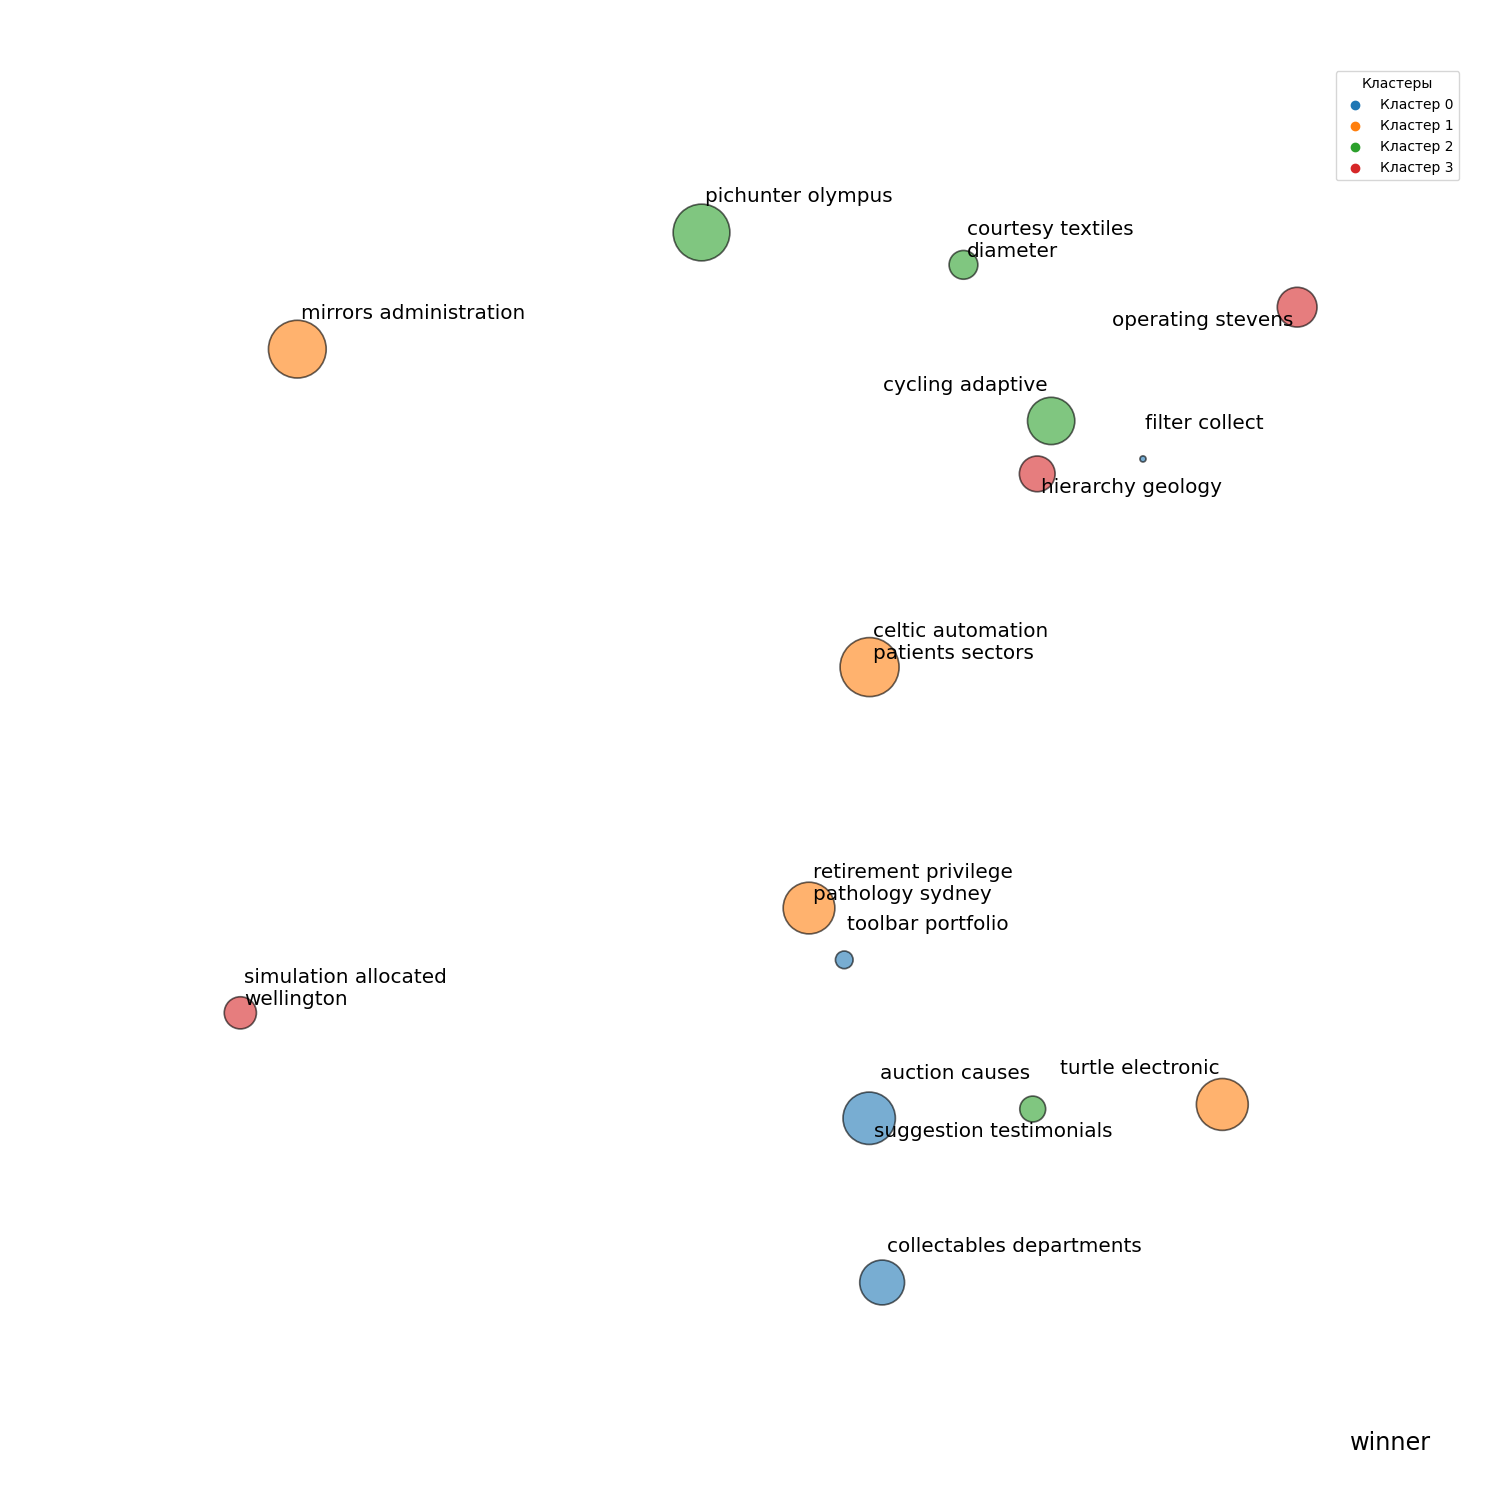 Кластеры
Кластер 0
Кластер 1
Кластер 2
Кластер 3
pichunter olympus
courtesy textiles
diameter
mirrors administration
operating stevens
cycling adaptive
filter collect
hierarchy geology
celtic automation
patients sectors
retirement privilege
pathology sydney
toolbar portfolio
simulation allocated
wellington
auction causes
turtle electronic
suggestion testimonials
collectables departments
winner